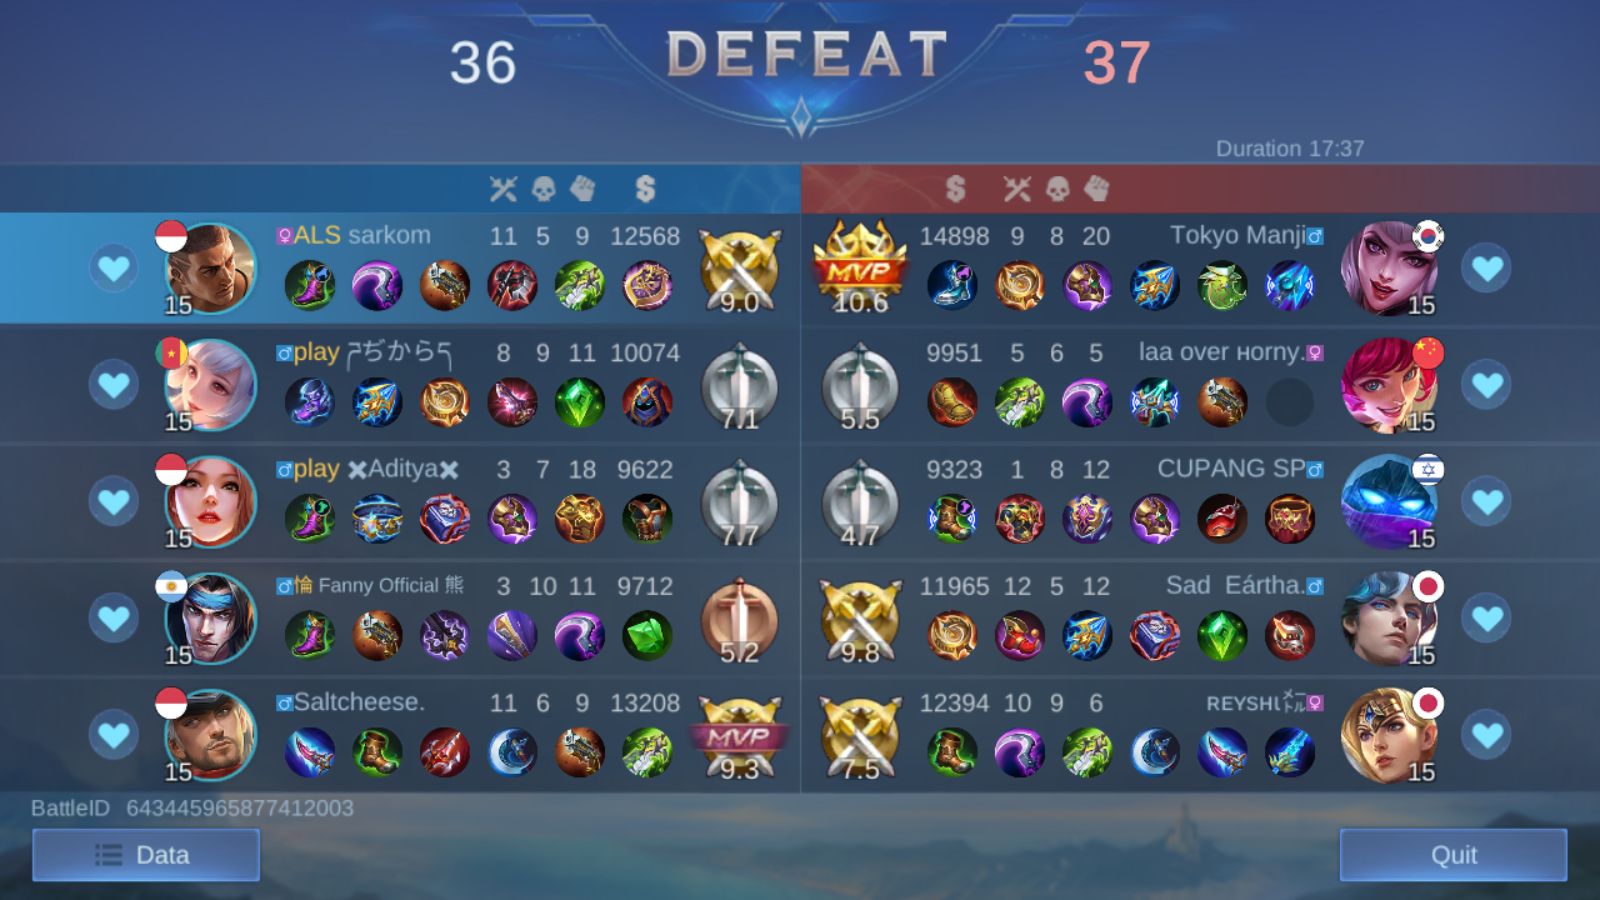 36 DEFEAT 37
Duration 17:37
ALS sarkom 11 5 9 12568 9.0 15
MVP 10.6 14898 9 8 20 Tokyo Manji 15
play 8 9 11 10074 7.1 15
5.5 9951 5 6 5 laa over нorny. 15
play ✖Aditya✖ 3 7 18 9622 7.7 15
4.7 9323 1 8 12 CUPANG SP 15
Fanny Official 熊 3 10 11 9712 5.2 15
9.8 11965 12 5 12 Sad Eártha. 15
Saltcheese. 11 6 9 13208 MVP 9.3 15
7.5 12394 10 9 6 15
BattleID 643445965877412003
Data
Quit